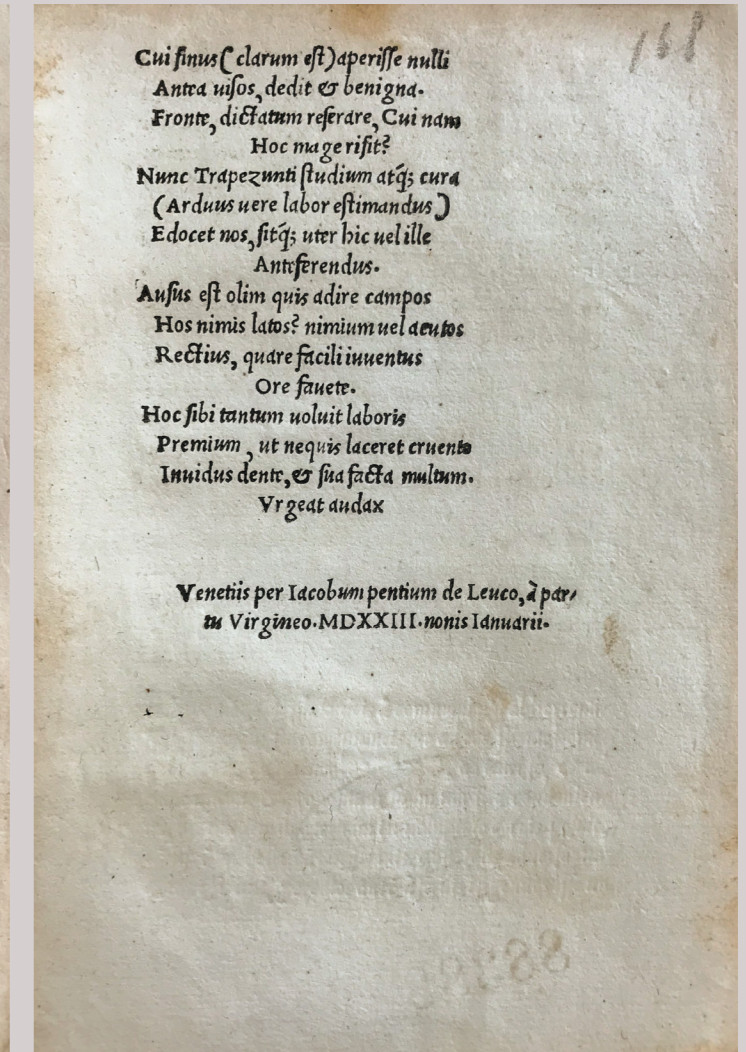 168
Cui sinus ( clarum est ) aperisse nulli
Antea uisos, dedit & benigna.
Fronte, dictatum reserare, Cui nam
Hoc mage risit?
Nunc Trapezunti studium atq́; cura
( Arduus uere labor estimandus )
Edocet nos, sitq́; uter hic uel ille
Anteferendus.
Ausus est olim quis adire campos
Hos nimis latos? nimium uel acutos
Rectius, quare facili iuuentus
Ore fauete.
Hoc sibi tantum uoluit laboris
Premium, ut nequis laceret cruento
Inuidus dente, & sua facta multum.
Vrgeat audax
Venetiis per Iacobum pentium de Leuco, à par⸗
tu Virgineo. MDXXIII. nonis Ianuarii.